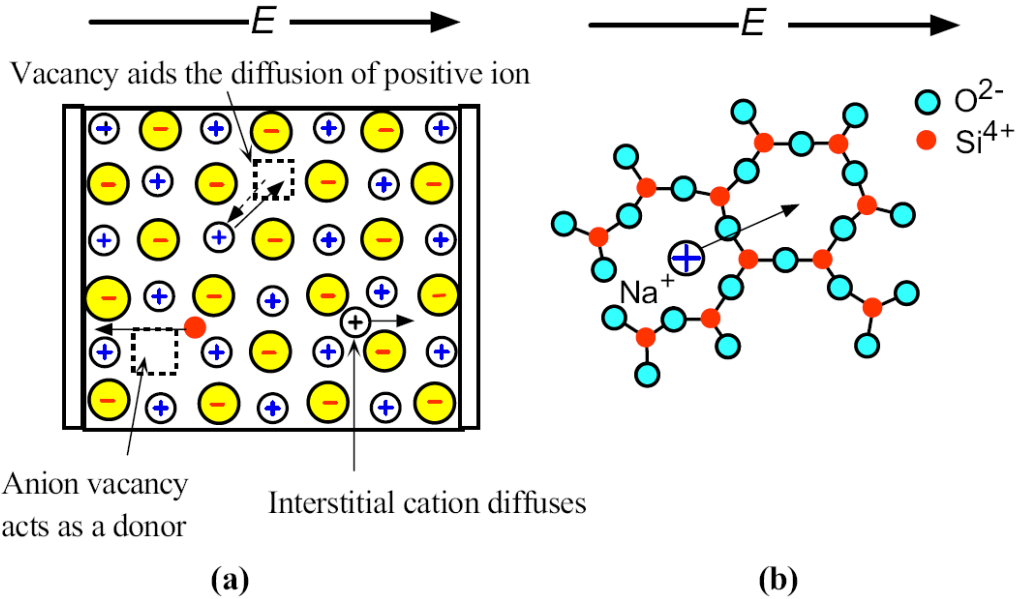 E
Vacancy aids the diffusion of positive ion
Anion vacancy
acts as a donor
Interstitial cation diffuses
(a)
E
O2-
Si4+
Na+
(b)